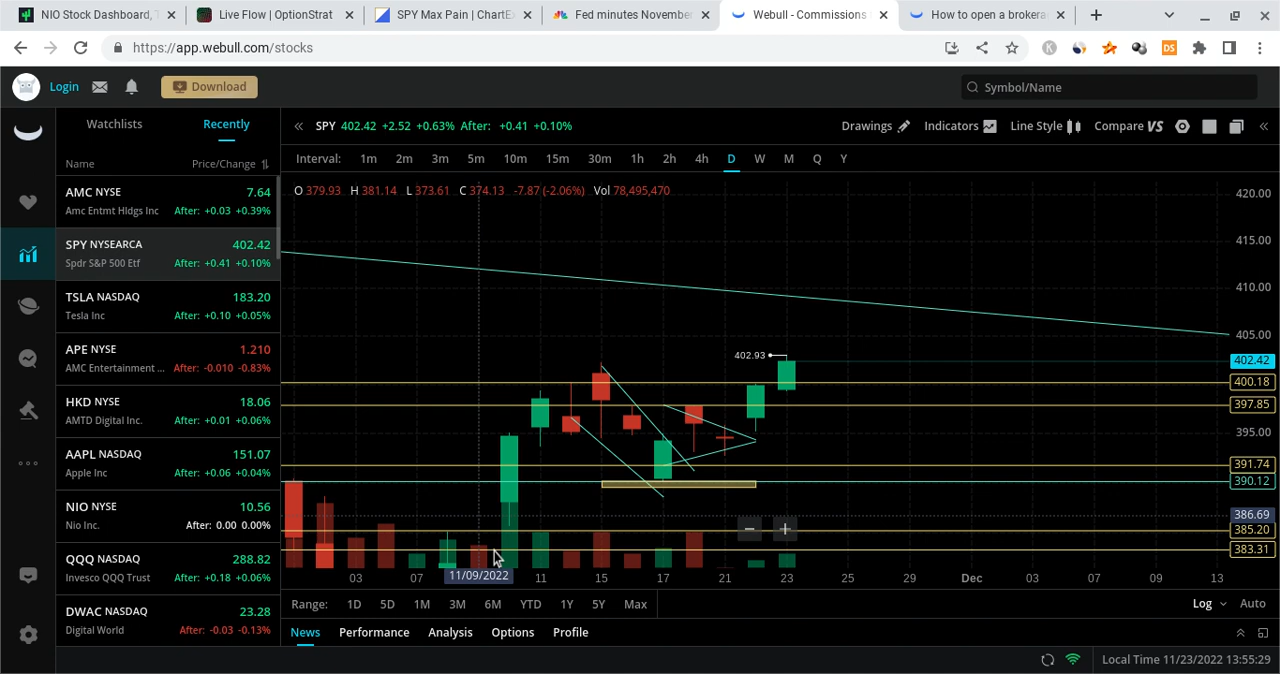 NIO Stock Dashboard, T
Live Flow | OptionStrat
SPY Max Pain | ChartEx
Fed minutes November
Webull - Commissions
How to open a brokera
https://app.webull.com/stocks
K
DS
Login
Download
Symbol/Name
Watchlists
Recently
SPY 402.42 +2.52 +0.63% After: +0.41 +0.10%
Drawings
Indicators
Line Style
Compare VS
Name
Price/Change
Interval: 1m 2m 3m 5m 10m 15m 30m 1h 2h 4h D W M Q Y
AMC NYSE 7.64
Amc Entmt Hldgs Inc After: +0.03 +0.39%
SPY NYSEARCA 402.42
Spdr S&P 500 Etf After: +0.41 +0.10%
TSLA NASDAQ 183.20
Tesla Inc After: +0.10 +0.05%
APE NYSE 1.210
AMC Entertainment ... After: -0.010 -0.83%
HKD NYSE 18.06
AMTD Digital Inc. After: +0.01 +0.06%
AAPL NASDAQ 151.07
Apple Inc After: +0.06 +0.04%
NIO NYSE 10.56
Nio Inc. After: 0.00 0.00%
QQQ NASDAQ 288.82
Invesco QQQ Trust After: +0.18 +0.06%
DWAC NASDAQ 23.28
Digital World After: -0.03 -0.13%
O 379.93 H 381.14 L 373.61 C 374.13 -7.87 (-2.06%) Vol 78,495,470
402.93
420.00
415.00
410.00
405.00
402.42
400.18
397.85
395.00
391.74
390.12
386.69
385.20
383.31
03 07 11/09/2022 11 15 17 21 23 25 29 Dec 03 07 09 13
Range: 1D 5D 1M 3M 6M YTD 1Y 5Y Max
Log
Auto
News Performance Analysis Options Profile
Local Time 11/23/2022 13:55:29